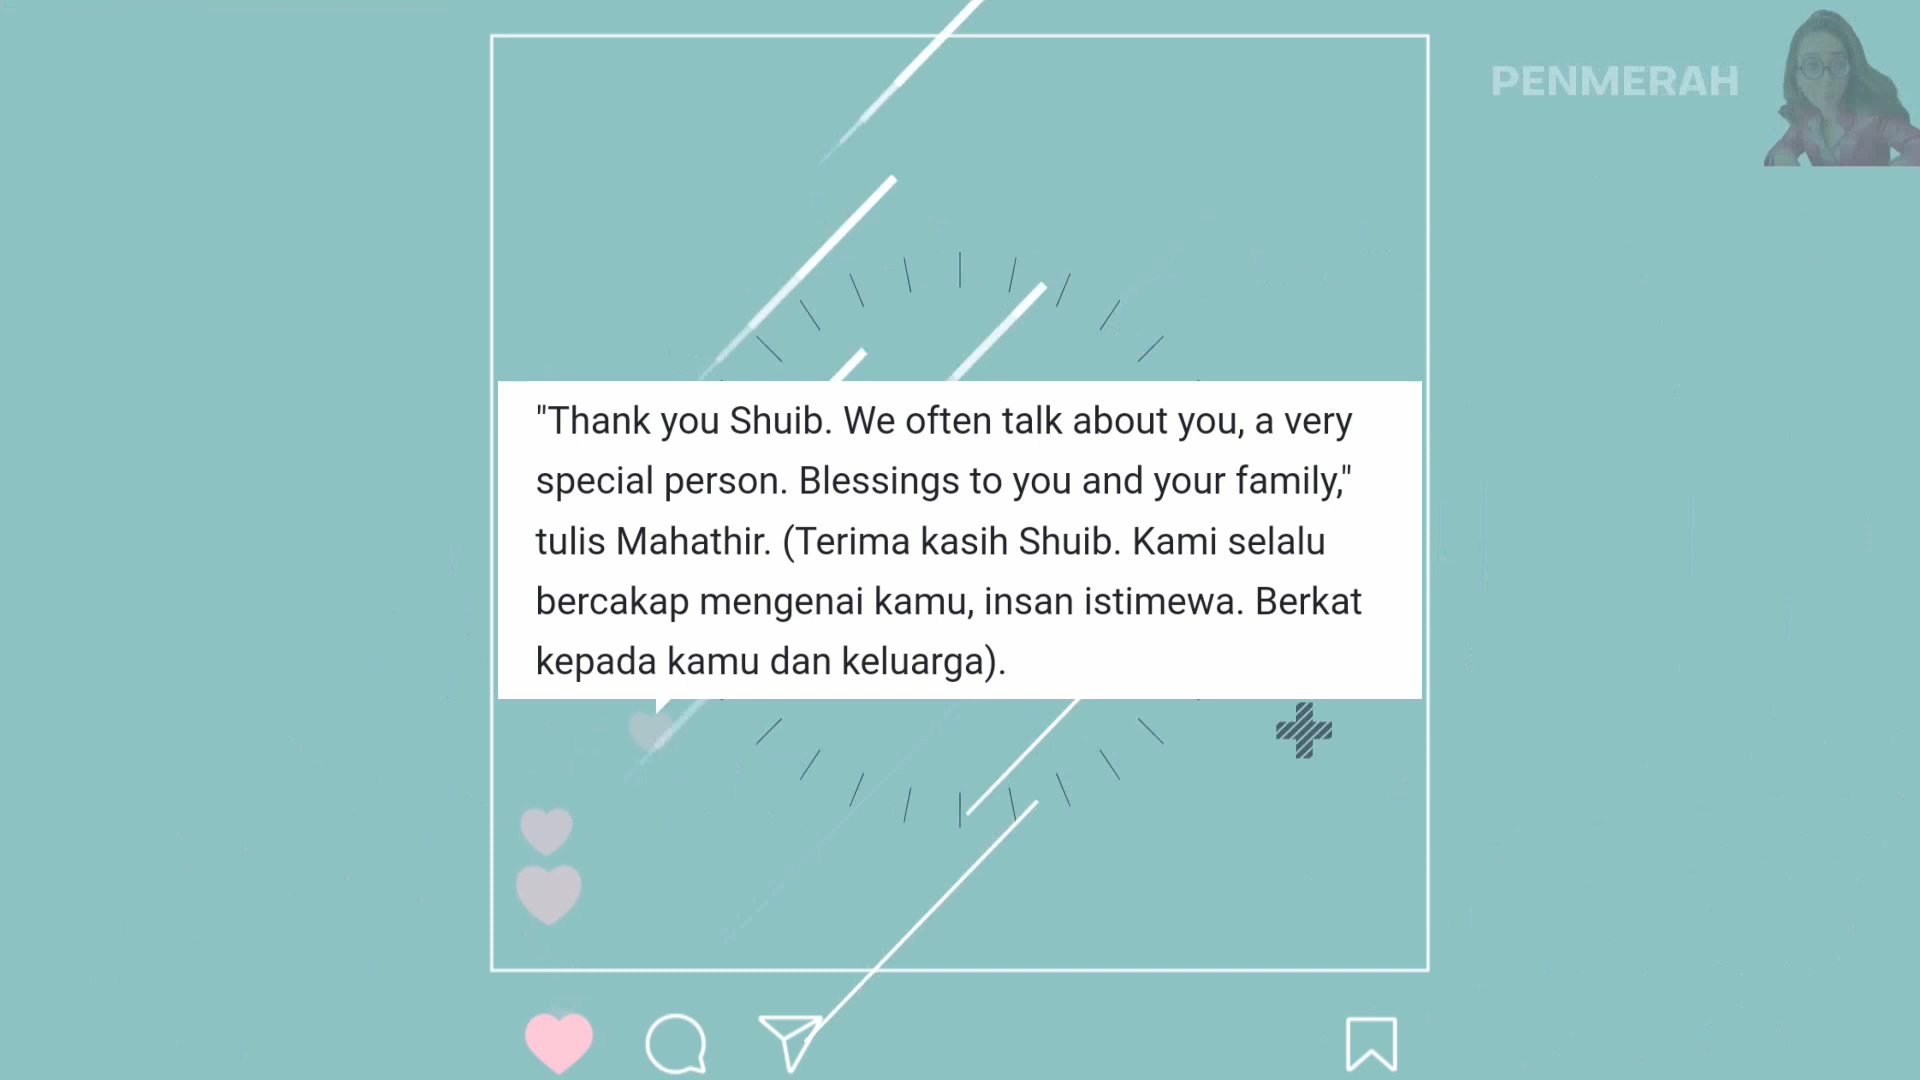 PENMERAH
"Thank you Shuib. We often talk about you, a very
special person. Blessings to you and your family,"
tulis Mahathir. (Terima kasih Shuib. Kami selalu
bercakap mengenai kamu, insan istimewa. Berkat
kepada kamu dan keluarga).